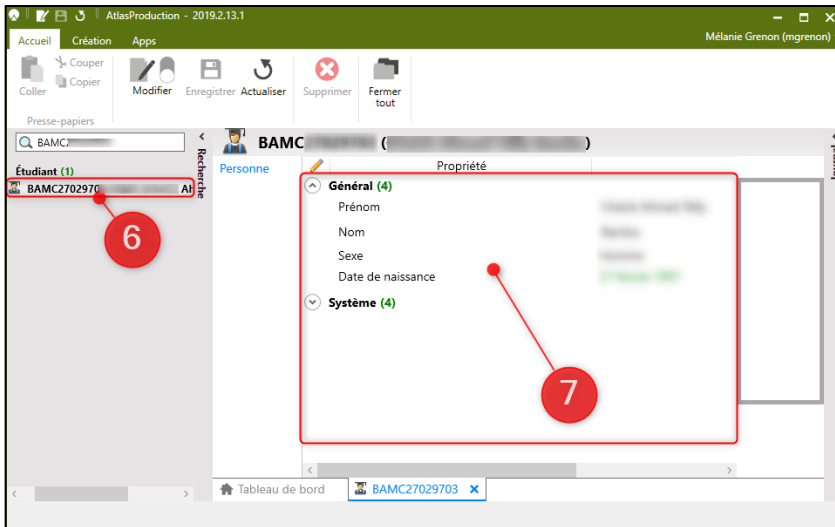 AtlasProduction - 2019.2.13.1
Accueil Création Apps
Mélanie Grenon (mgrenon)
Coller
Couper
Copier
Modifier
Enregistrer
Actualiser
Supprimer
Fermer tout
Presse-papiers
BAMC
Recherche
Étudiant (1)
BAMC2702970
6
BAMC ( )
Personne
Propriété
Général (4)
Prénom
Nom
Sexe
Date de naissance
Système (4)
7
Tableau de bord
BAMC27029703
Journal